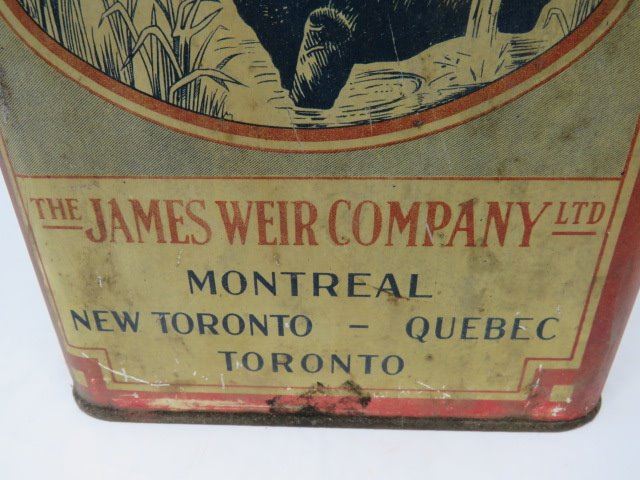 THE JAMES WEIR COMPANY LTD
MONTREAL
NEW TORONTO – QUEBEC
TORONTO